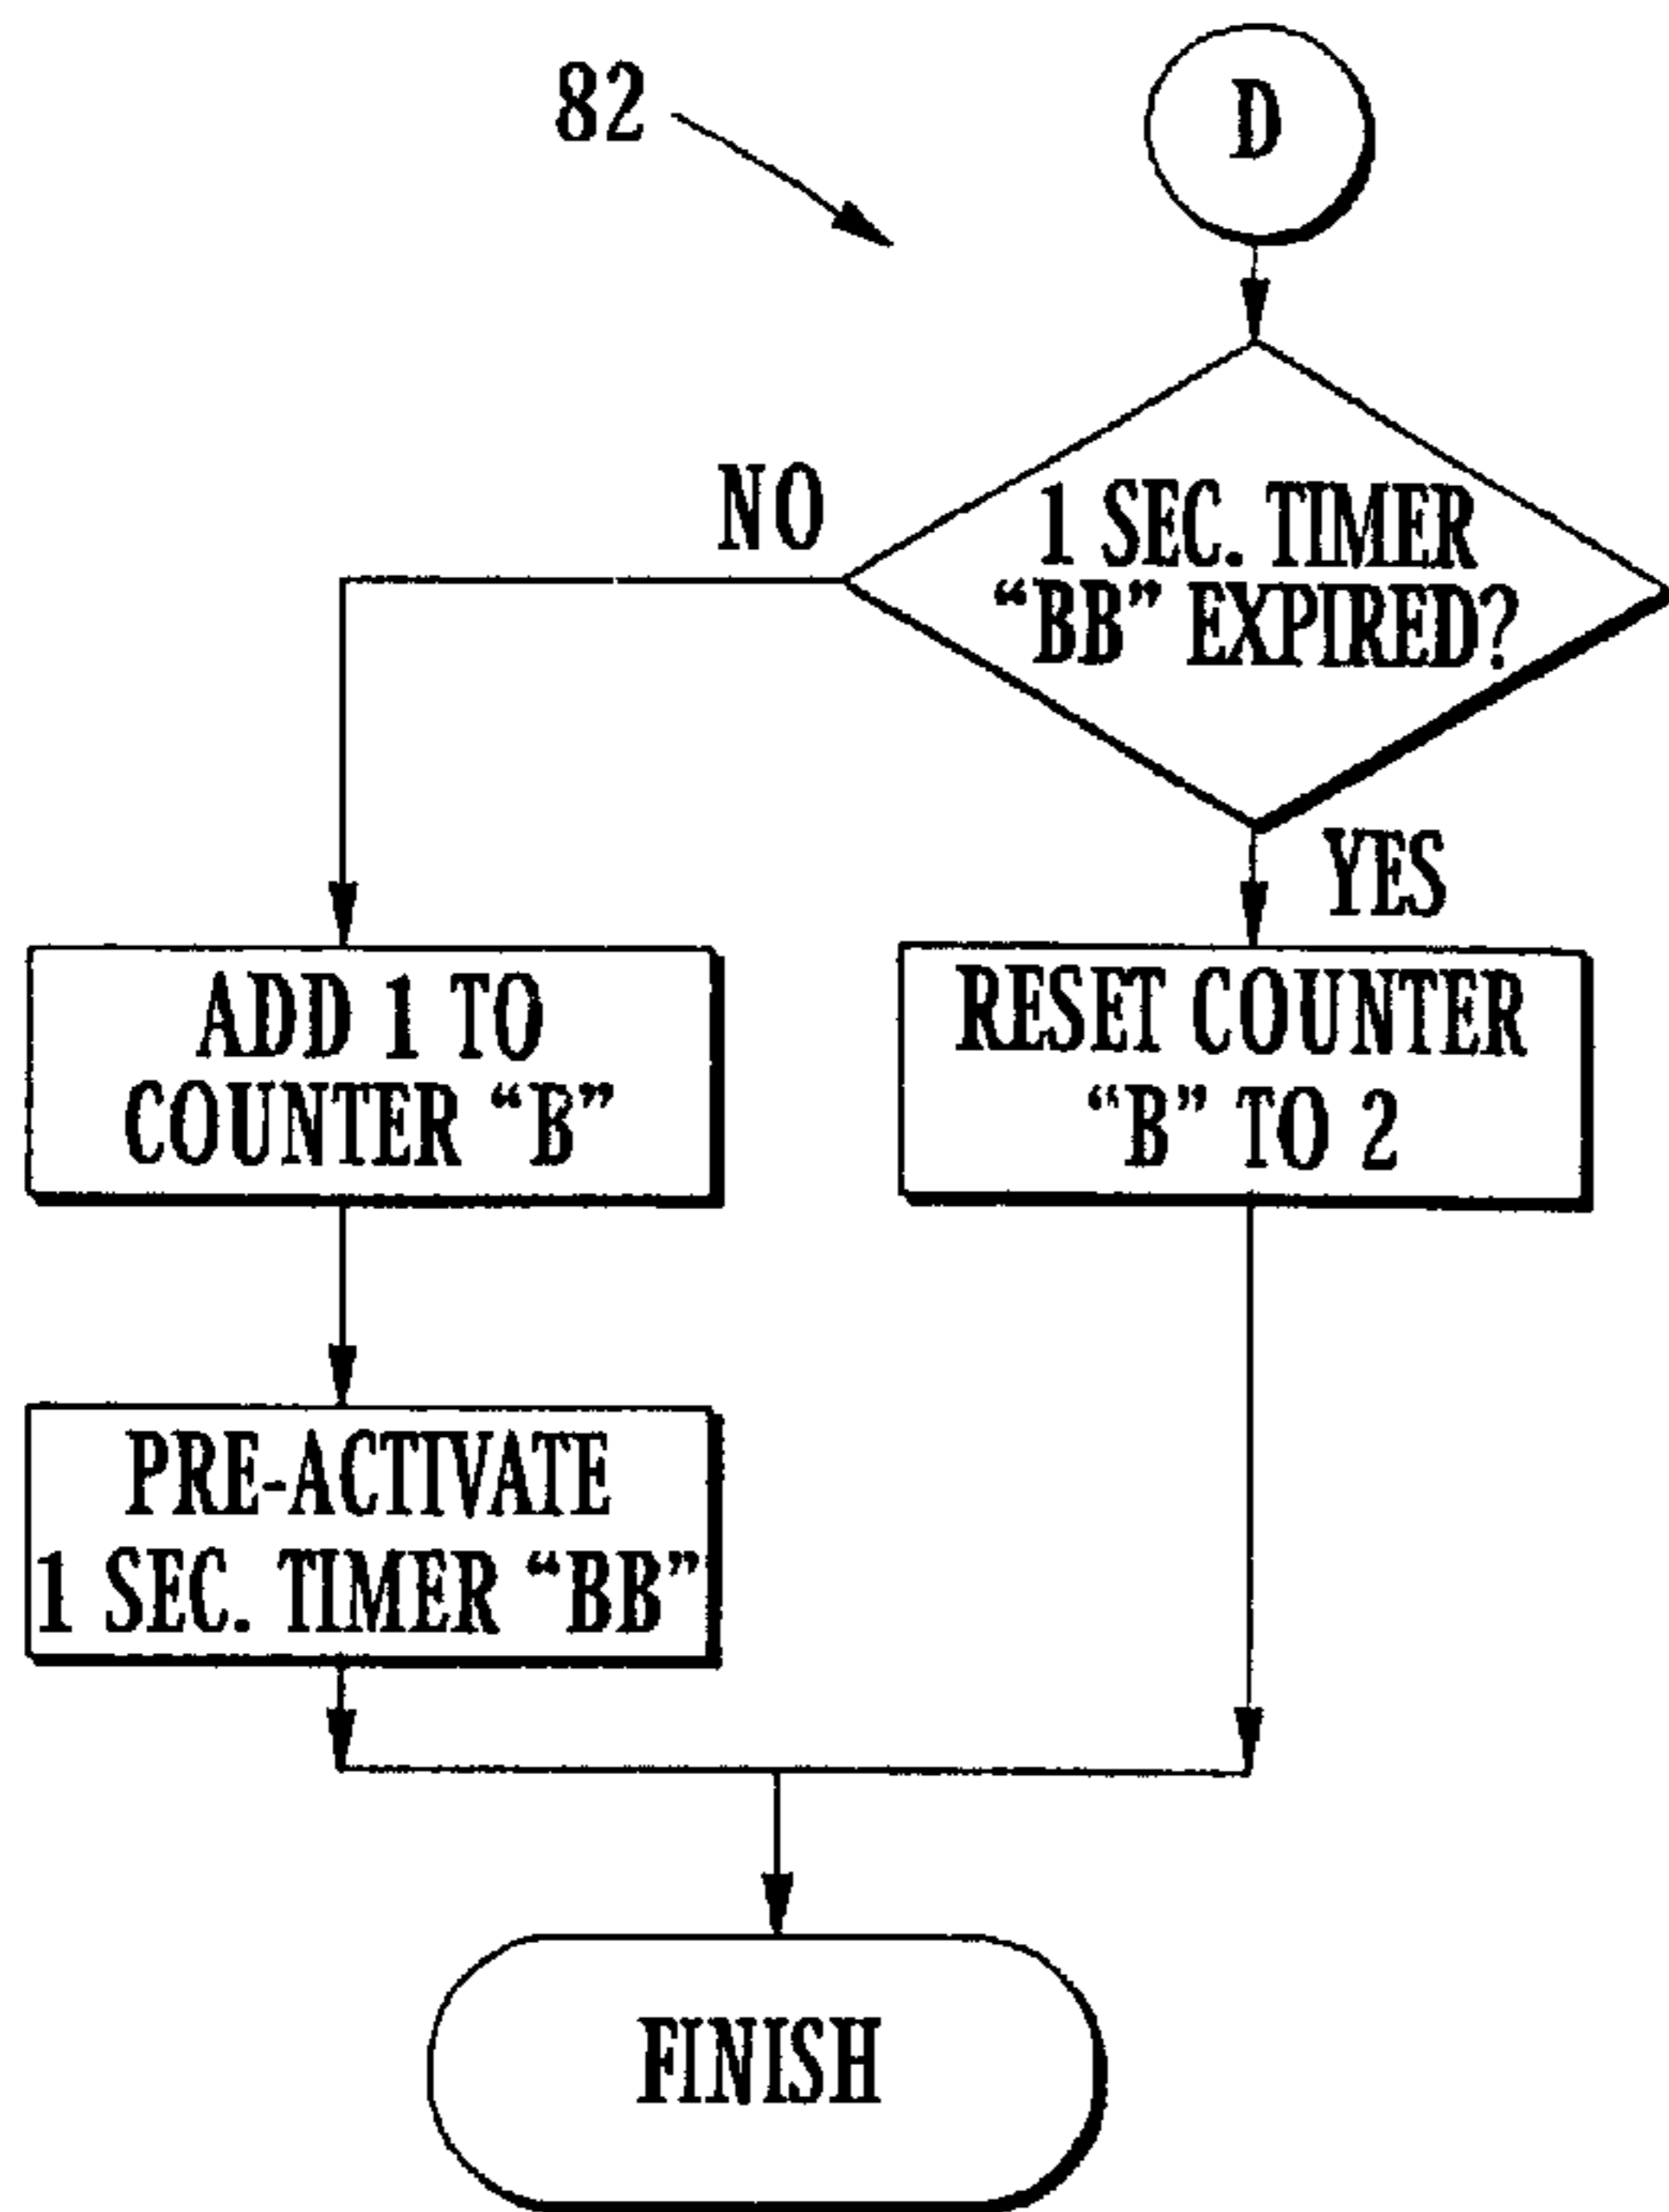 82
D
NO
1 SEC. TIMER
“BB” EXPIRED?
YES
ADD 1 TO
COUNTER “B”
RESET COUNTER
“B” TO 2
PRE-ACTIVATE
1 SEC. TIMER “BB”
FINISH